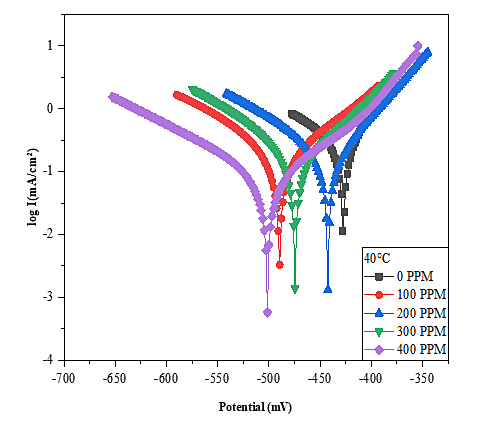 log I(mA/cm²)
1
0
-1
-2
-3
-4
-700 -650 -600 -550 -500 -450 -400 -350
Potential (mV)
40°C
0 PPM
100 PPM
200 PPM
300 PPM
400 PPM